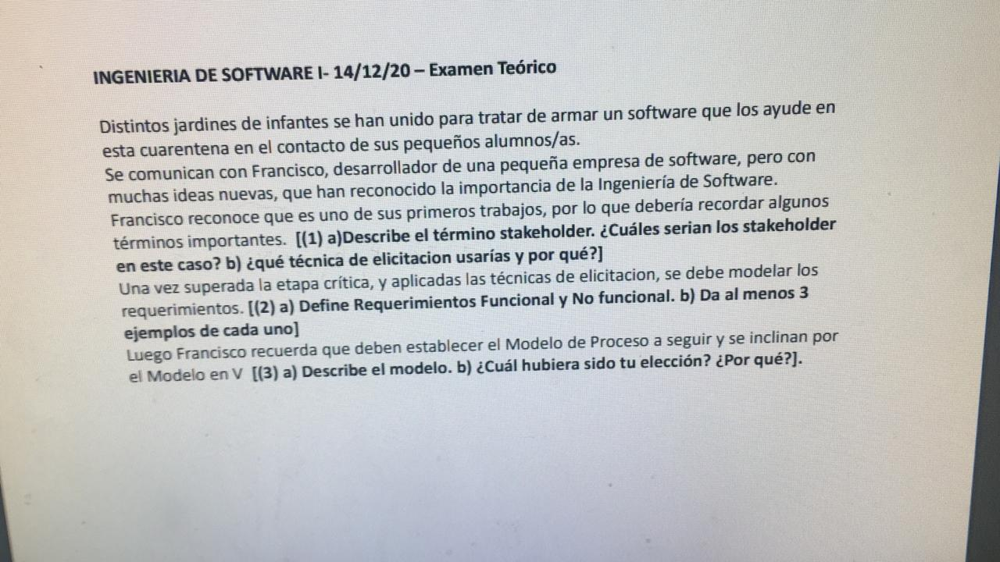 INGENIERIA DE SOFTWARE I- 14/12/20 – Examen Teórico
Distintos jardines de infantes se han unido para tratar de armar un software que los ayude en
esta cuarentena en el contacto de sus pequeños alumnos/as.
Se comunican con Francisco, desarrollador de una pequeña empresa de software, pero con
muchas ideas nuevas, que han reconocido la importancia de la Ingeniería de Software.
Francisco reconoce que es uno de sus primeros trabajos, por lo que debería recordar algunos
términos importantes. [(1) a)Describe el término stakeholder. ¿Cuáles serian los stakeholder
en este caso? b) ¿qué técnica de elicitacion usarías y por qué?]
Una vez superada la etapa crítica, y aplicadas las técnicas de elicitacion, se debe modelar los
requerimientos. [(2) a) Define Requerimientos Funcional y No funcional. b) Da al menos 3
ejemplos de cada uno]
Luego Francisco recuerda que deben establecer el Modelo de Proceso a seguir y se inclinan por
el Modelo en V [(3) a) Describe el modelo. b) ¿Cuál hubiera sido tu elección? ¿Por qué?].